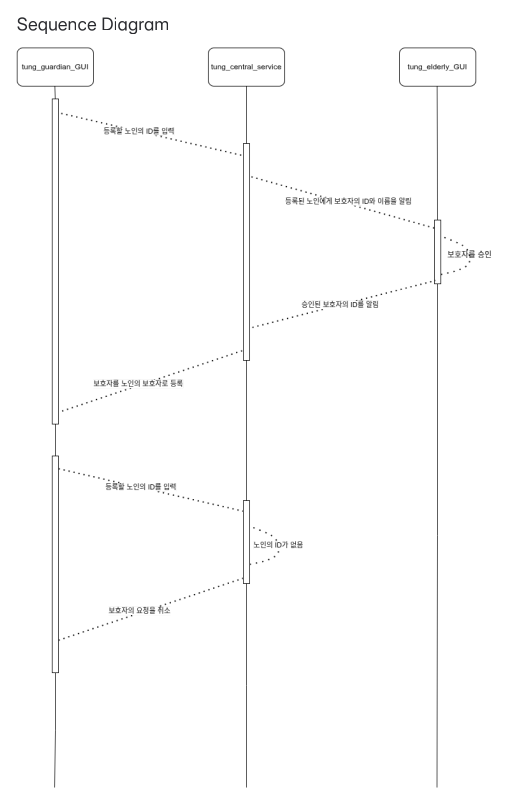 Sequence Diagram
tung_guardian_GUI
tung_central_service
tung_elderly_GUI
등록할 노인의 ID를 입력
등록된 노인에게 보호자의 ID와 이름을 알림
보호자를 승인
승인된 보호자의 ID를 알림
보호자를 노인의 보호자로 등록
등록할 노인의 ID를 입력
노인의 ID가 없음
보호자의 요청을 취소